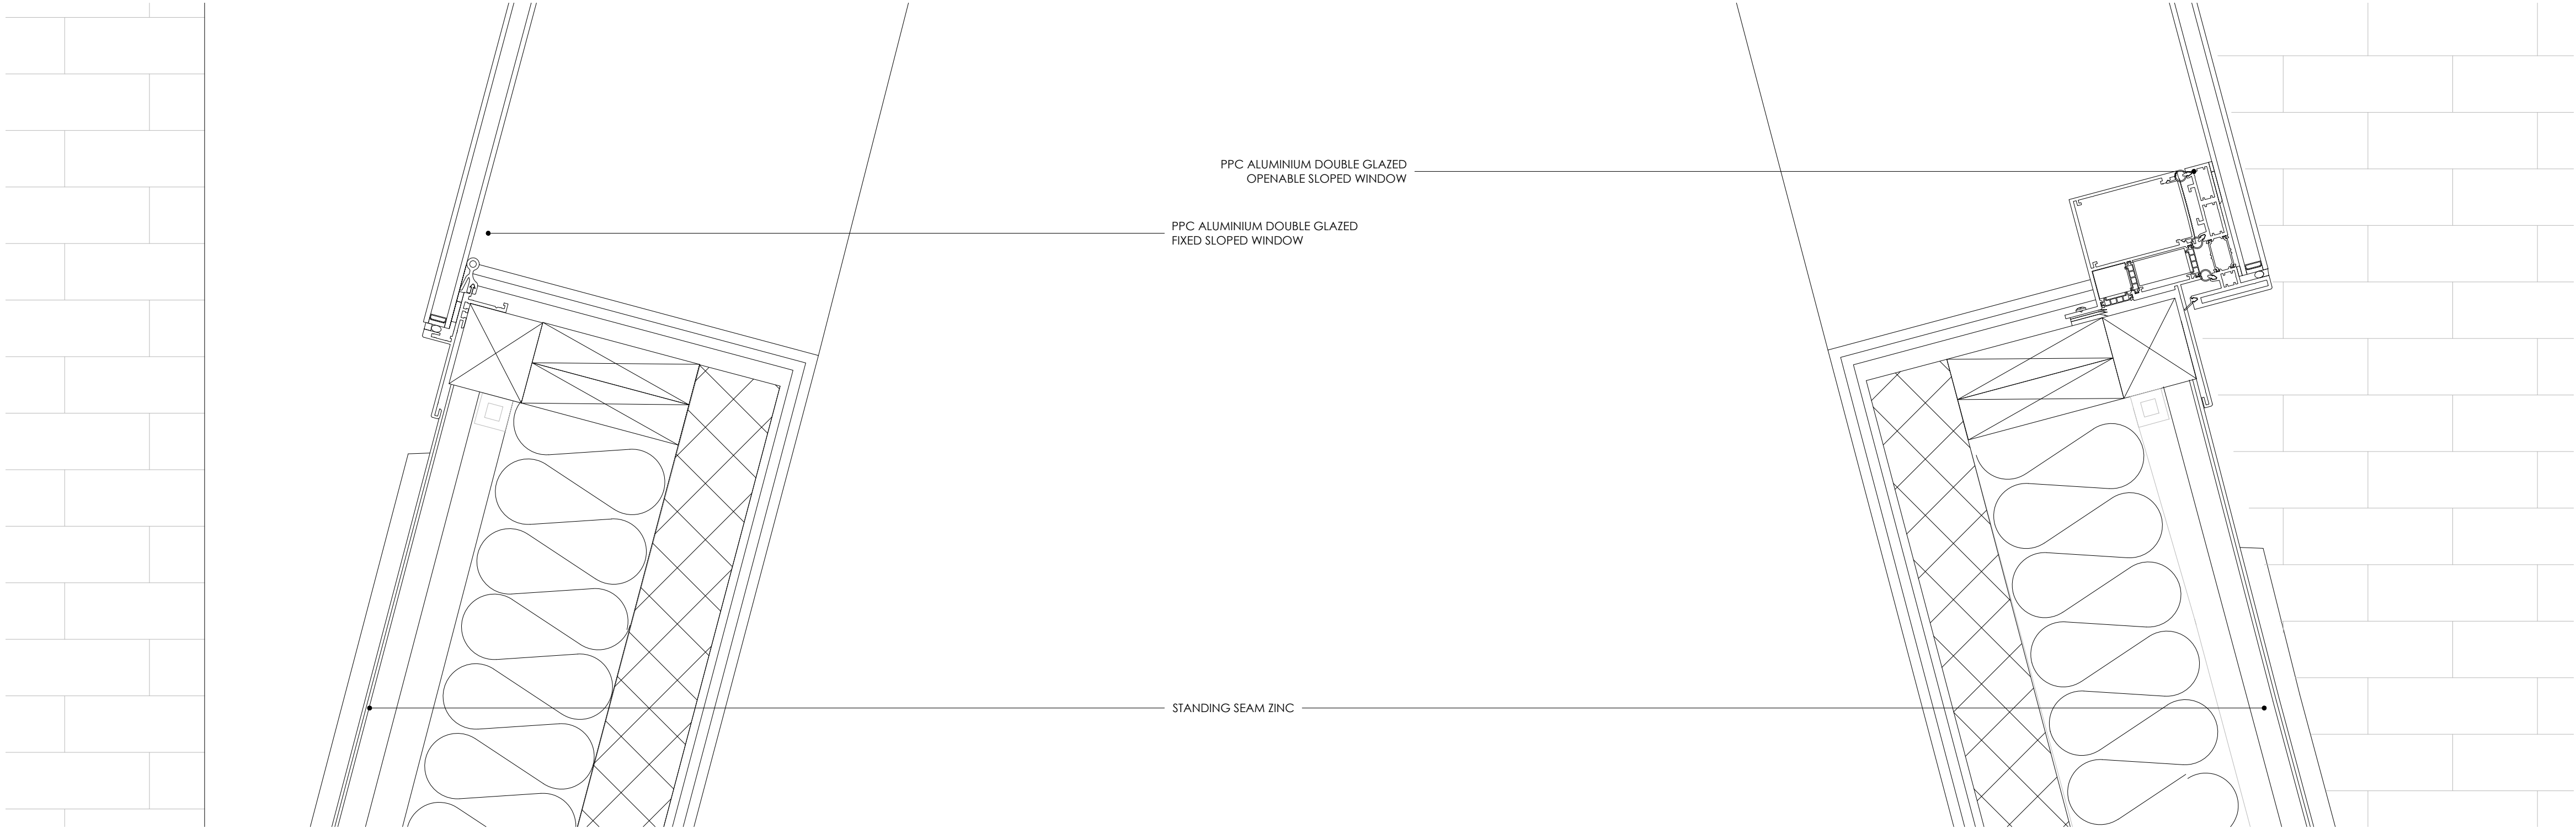 PPC ALUMINIUM DOUBLE GLAZED
OPENABLE SLOPED WINDOW
PPC ALUMINIUM DOUBLE GLAZED
FIXED SLOPED WINDOW
STANDING SEAM ZINC